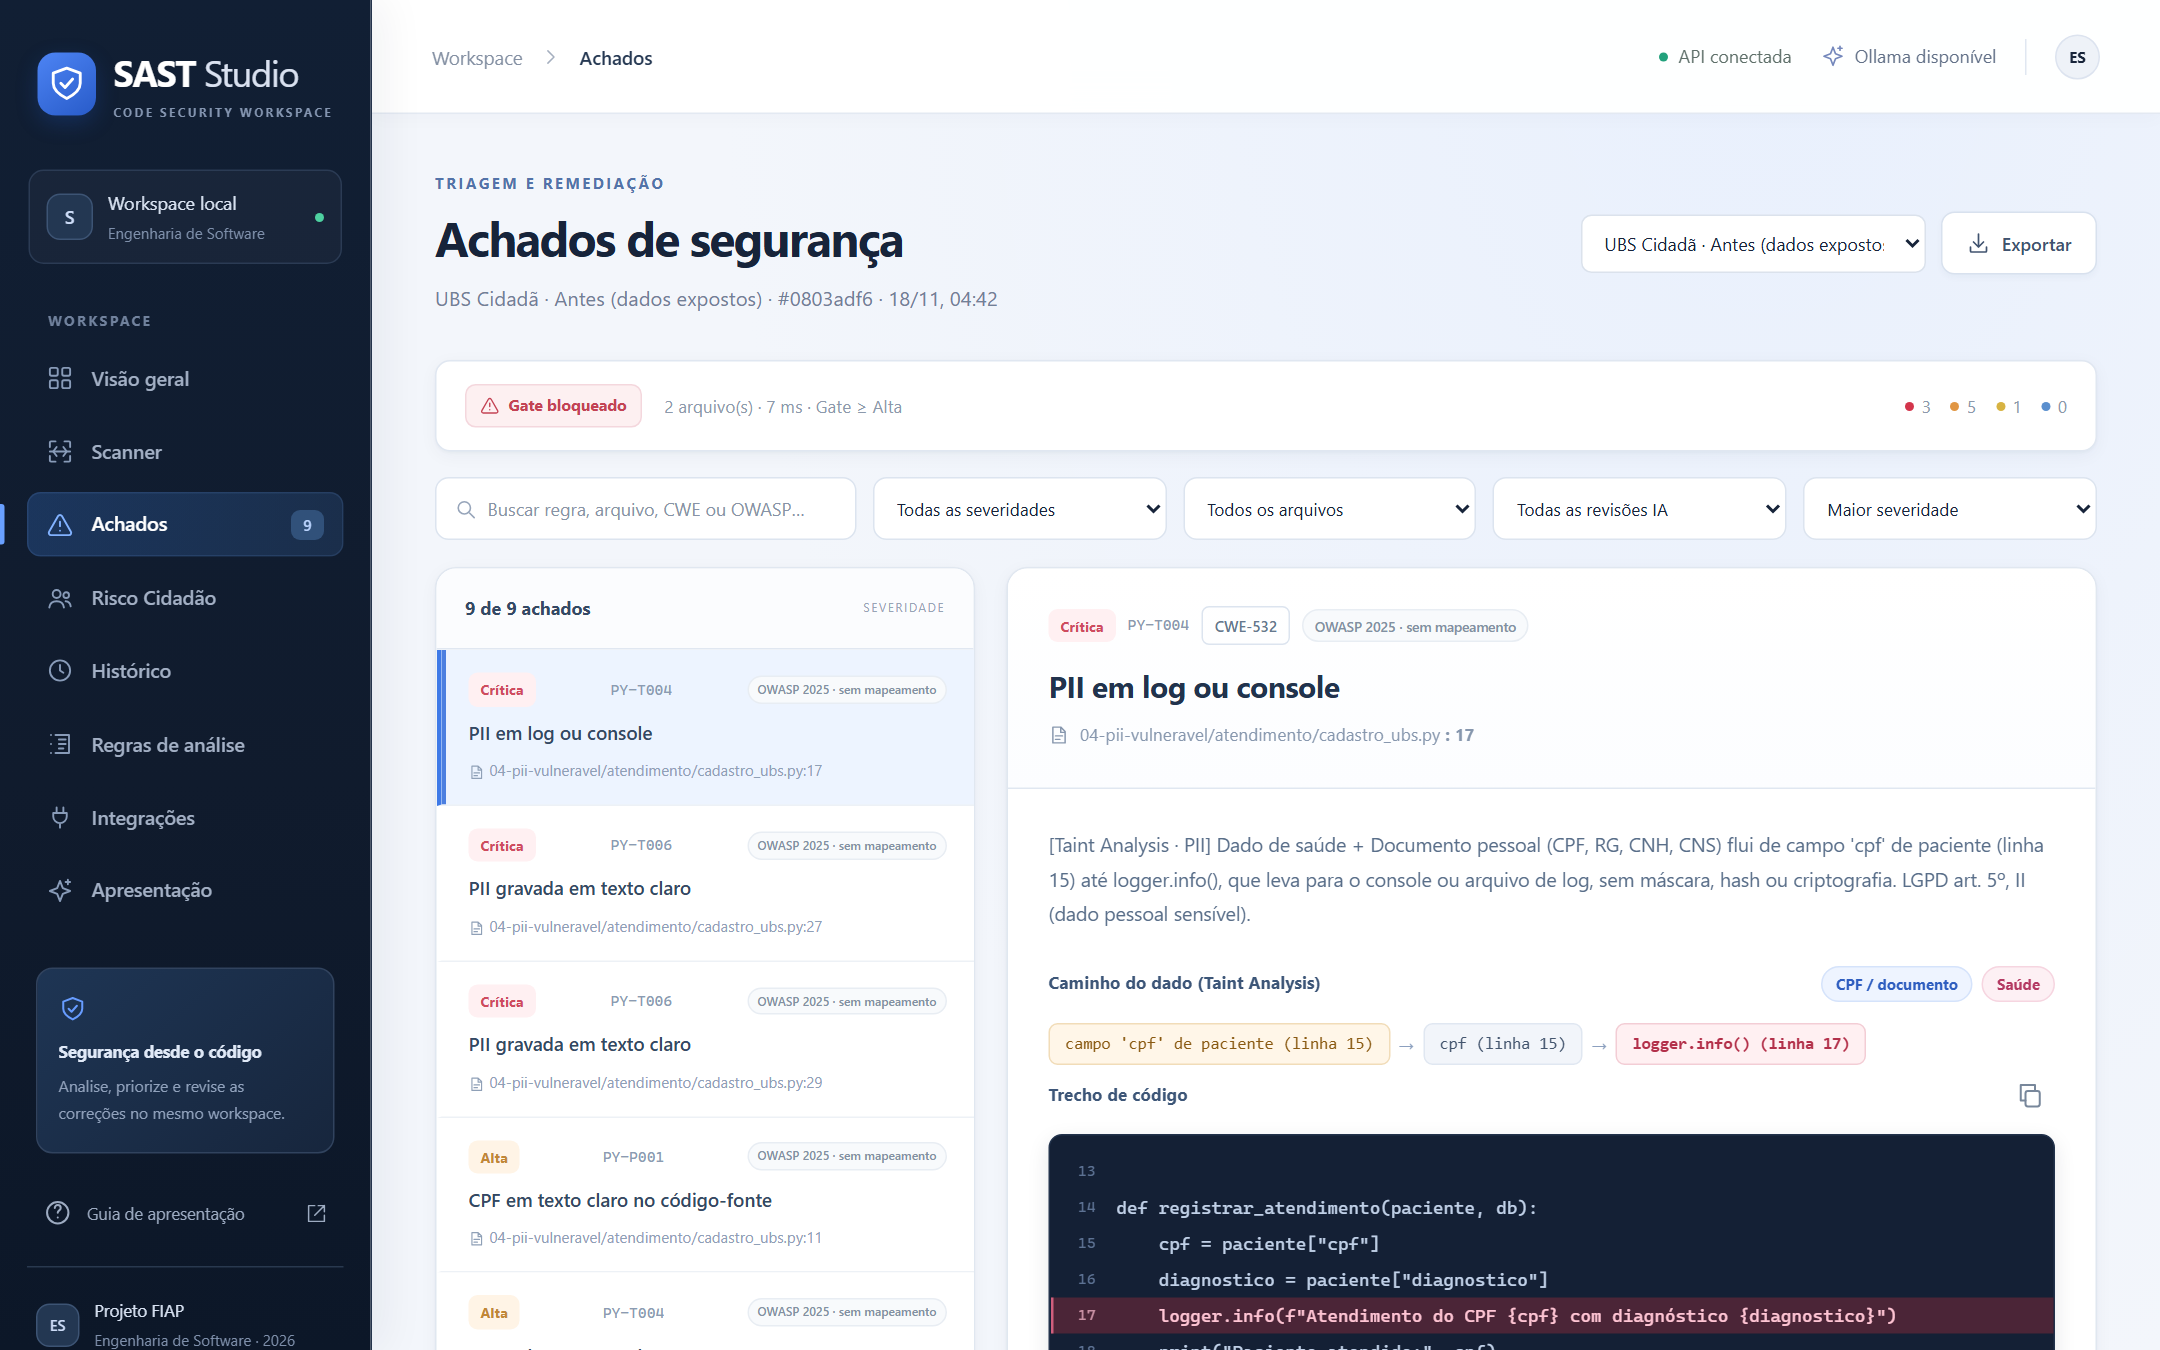 SAST Studio
CODE SECURITY WORKSPACE
S
Workspace local
Engenharia de Software
WORKSPACE
Visão geral
Scanner
Achados
9
Risco Cidadão
Histórico
Regras de análise
Integrações
Apresentação
Segurança desde o código
Analise, priorize e revise as
correções no mesmo workspace.
Guia de apresentação
ES
Projeto FIAP
Engenharia de Software · 2026
Workspace
Achados
API conectada
Ollama disponível
ES
TRIAGEM E REMEDIAÇÃO
Achados de segurança
UBS Cidadã · Antes (dados expostos) · #0803adf6 · 18/11, 04:42
UBS Cidadã · Antes (dados expostos
Exportar
Gate bloqueado
2 arquivo(s) · 7 ms · Gate ≥ Alta
3
5
1
0
Buscar regra, arquivo, CWE ou OWASP...
Todas as severidades
Todos os arquivos
Todas as revisões IA
Maior severidade
9 de 9 achados
SEVERIDADE
Crítica
PY-T004
OWASP 2025 · sem mapeamento
PII em log ou console
04-pii-vulneravel/atendimento/cadastro_ubs.py:17
Crítica
PY-T006
OWASP 2025 · sem mapeamento
PII gravada em texto claro
04-pii-vulneravel/atendimento/cadastro_ubs.py:27
Crítica
PY-T006
OWASP 2025 · sem mapeamento
PII gravada em texto claro
04-pii-vulneravel/atendimento/cadastro_ubs.py:29
Alta
PY-P001
OWASP 2025 · sem mapeamento
CPF em texto claro no código-fonte
04-pii-vulneravel/atendimento/cadastro_ubs.py:11
Alta
PY-T004
OWASP 2025 · sem mapeamento
Crítica
PY-T004
CWE-532
OWASP 2025 · sem mapeamento
PII em log ou console
04-pii-vulneravel/atendimento/cadastro_ubs.py : 17
[Taint Analysis · PII] Dado de saúde + Documento pessoal (CPF, RG, CNH, CNS) flui de campo 'cpf' de paciente (linha
15) até logger.info(), que leva para o console ou arquivo de log, sem máscara, hash ou criptografia. LGPD art. 5º, II
(dado pessoal sensível).
Caminho do dado (Taint Analysis)
CPF / documento
Saúde
campo 'cpf' de paciente (linha 15)
→
cpf (linha 15)
→
logger.info() (linha 17)
Trecho de código
13
14 def registrar_atendimento(paciente, db):
15 cpf = paciente["cpf"]
16 diagnostico = paciente["diagnostico"]
17 logger.info(f"Atendimento do CPF {cpf} com diagnóstico {diagnostico}")
18 print("Paciente atendido:", cpf)